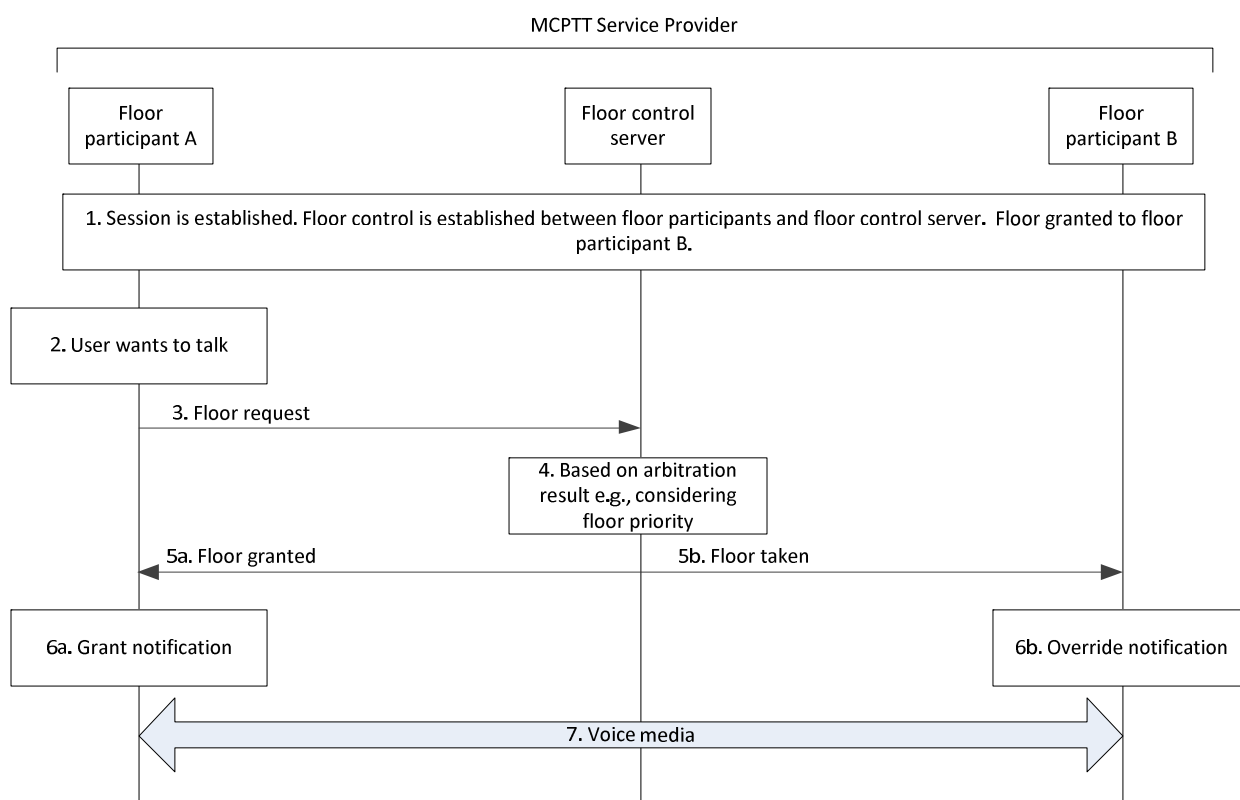 MCPTT Service Provider
Floor
participant A
Floor control
server
Floor
participant B
1. Session is established. Floor control is established between floor participants and floor control server.  Floor granted to floor
participant B.
2. User wants to talk
3. Floor request
4. Based on arbitration
result e.g., considering
floor priority
5a. Floor granted
5b. Floor taken
6a. Grant notification
6b. Override notification
7. Voice media